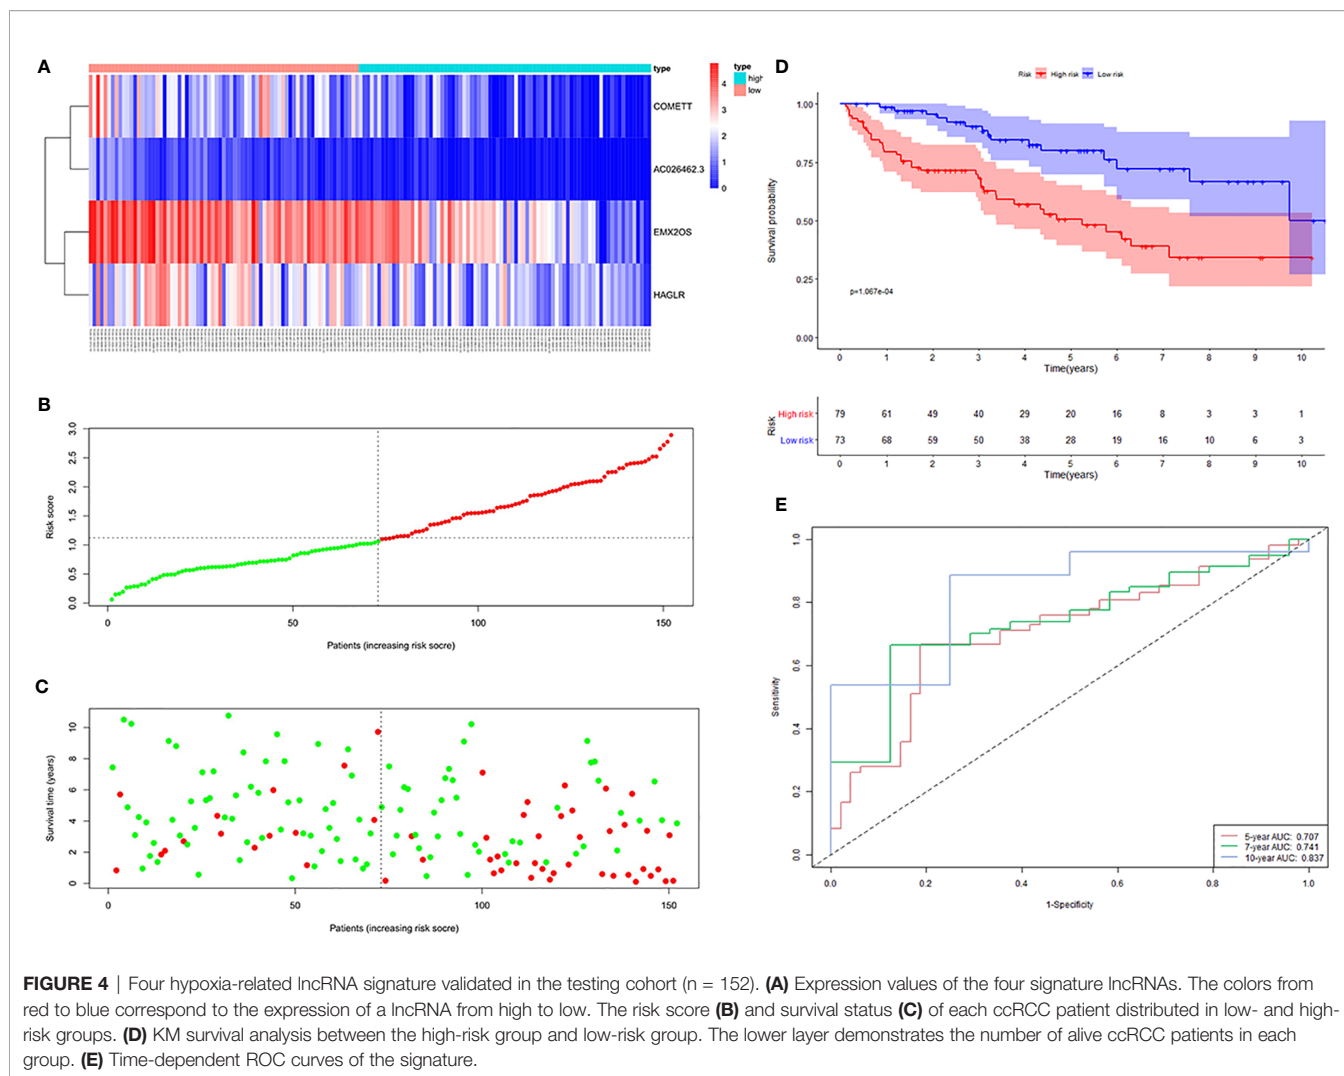 A
type
COMETT
AC026462.3
EMX2OS
HAGLR
4
3
2
1
0
type
high
low
B
Risk score
3.0
2.5
2.0
1.5
1.0
0.5
0.0
0 50 100 150
Patients (increasing risk socre)
C
Survival time (years)
10
8
6
4
2
0
0 50 100 150
Patients (increasing risk socre)
D
Risk High risk Low risk
Survival probability
1.00
0.75
0.50
0.25
0.00
p=1.067e-04
0 1 2 3 4 5 6 7 8 9 10
Time(years)
Risk
High risk 79 61 49 40 29 20 16 8 3 3 1
Low risk 73 68 59 50 38 28 19 16 10 6 3
0 1 2 3 4 5 6 7 8 9 10
Time(years)
E
Sensitivity
1.0
0.8
0.6
0.4
0.2
0.0
5-year AUC: 0.707
7-year AUC: 0.741
10-year AUC: 0.837
0.0 0.2 0.4 0.6 0.8 1.0
1-Specificity
FIGURE 4 | Four hypoxia-related lncRNA signature validated in the testing cohort (n = 152). (A) Expression values of the four signature lncRNAs. The colors from
red to blue correspond to the expression of a lncRNA from high to low. The risk score (B) and survival status (C) of each ccRCC patient distributed in low- and high-
risk groups. (D) KM survival analysis between the high-risk group and low-risk group. The lower layer demonstrates the number of alive ccRCC patients in each
group. (E) Time-dependent ROC curves of the signature.